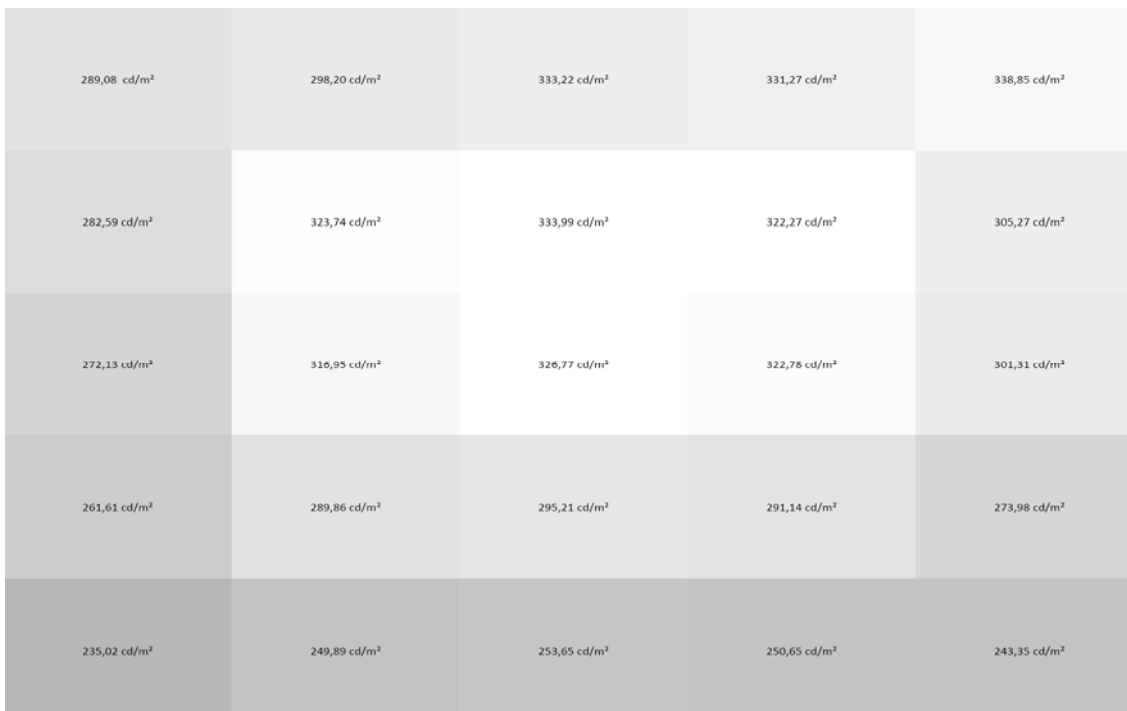 289,08 cd/m²
298,20 cd/m²
333,22 cd/m²
331,27 cd/m²
338,85 cd/m²
282,59 cd/m²
323,74 cd/m²
333,99 cd/m²
322,27 cd/m²
305,27 cd/m²
272,13 cd/m²
316,95 cd/m²
326,77 cd/m²
322,78 cd/m²
301,31 cd/m²
261,61 cd/m²
289,86 cd/m²
295,21 cd/m²
291,14 cd/m²
273,98 cd/m²
235,02 cd/m²
249,89 cd/m²
253,65 cd/m²
250,65 cd/m²
243,35 cd/m²